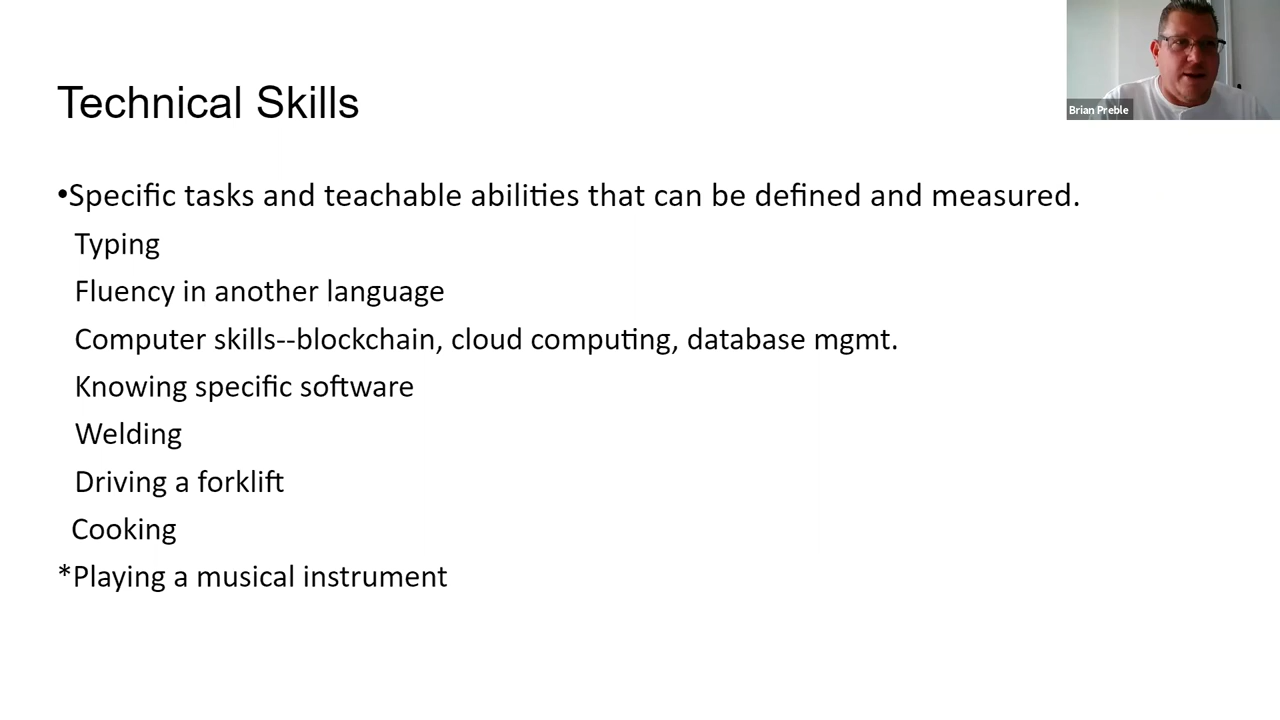 Technical Skills
Brian Preble
•Specific tasks and teachable abilities that can be defined and measured.
Typing
Fluency in another language
Computer skills--blockchain, cloud computing, database mgmt.
Knowing specific software
Welding
Driving a forklift
Cooking
*Playing a musical instrument